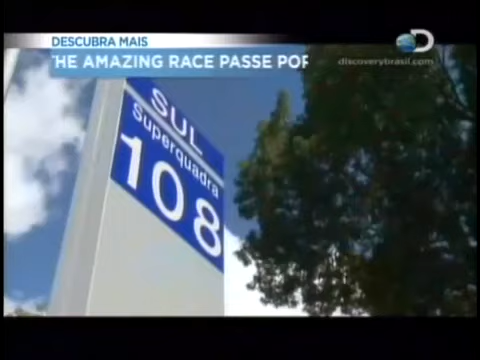 DESCUBRA MAIS
THE AMAZING RACE PASSE POR
discoverybrasil.com
SUL
Superquadra
108